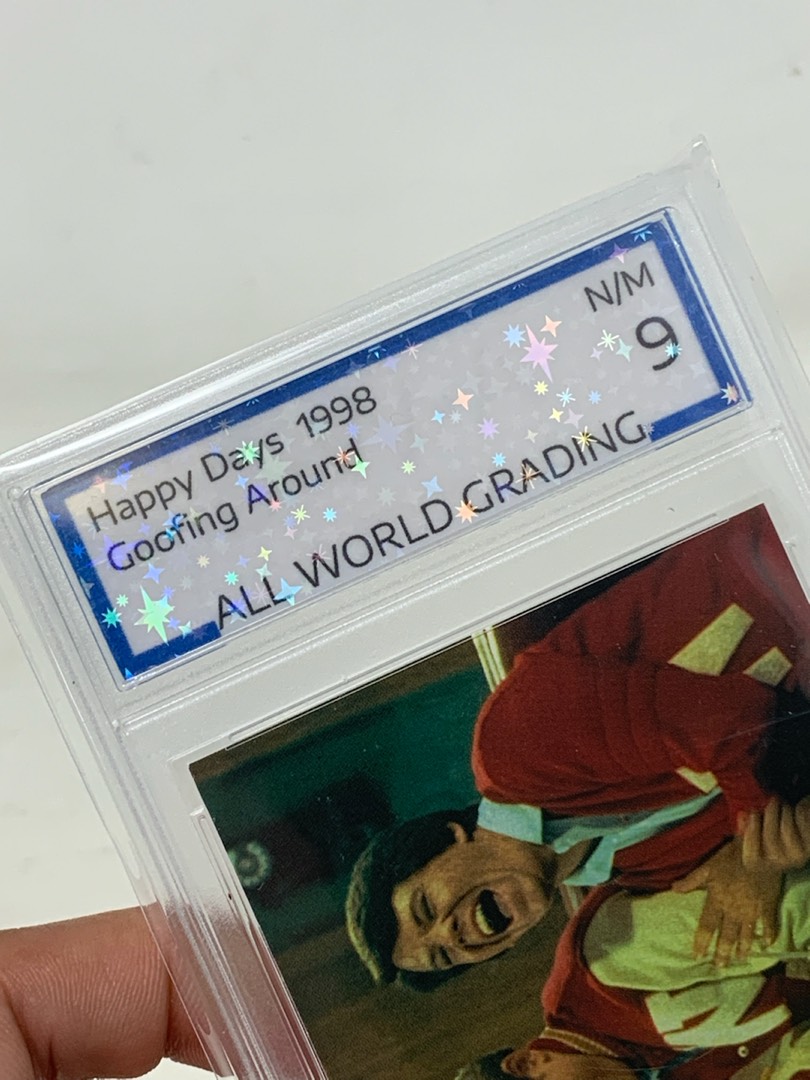 N/M
9
Happy Days 1998
Goofing Around
ALL WORLD GRADING